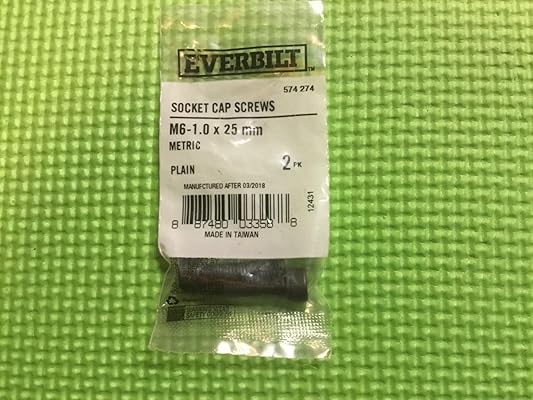 EVERBILT™
574 274
SOCKET CAP SCREWS
M6-1.0 x 25 mm
METRIC
PLAIN 2 PK
MANUFCTURED AFTER 03/2018
12431
8 87480 03358 8
MADE IN TAIWAN